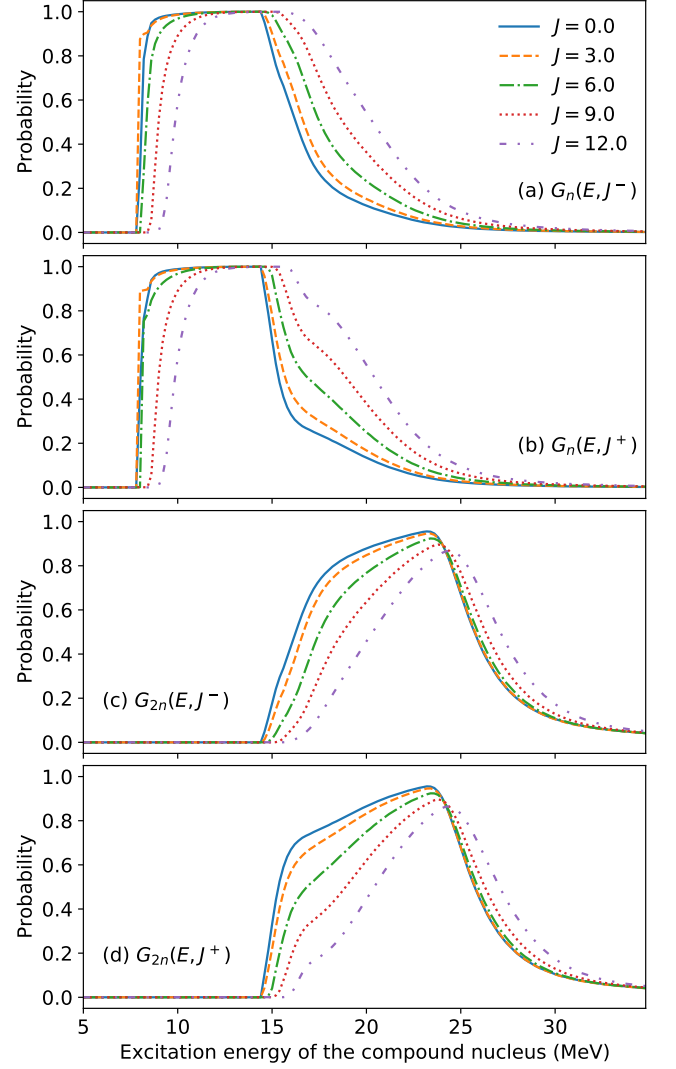 1.0
0.8
0.6
0.4
0.2
0.0
Probability
J = 0.0
J = 3.0
J = 6.0
J = 9.0
J = 12.0
(a) Gₙ(E, J⁻)
1.0
0.8
0.6
0.4
0.2
0.0
Probability
(b) Gₙ(E, J⁺)
1.0
0.8
0.6
0.4
0.2
0.0
Probability
(c) G₂ₙ(E, J⁻)
1.0
0.8
0.6
0.4
0.2
0.0
Probability
(d) G₂ₙ(E, J⁺)
5 10 15 20 25 30
Excitation energy of the compound nucleus (MeV)